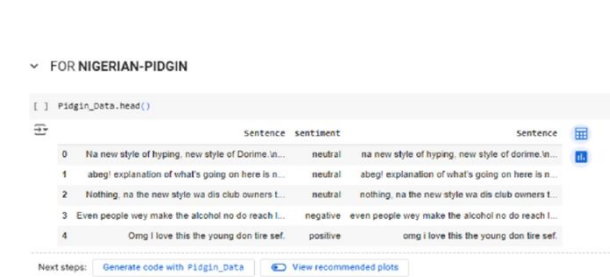 FOR NIGERIAN-PIDGIN
[ ] Pidgin_Data.head()
Sentence sentiment Sentence
0 Na new style of hyping, new style of Dorime.\n... neutral na new style of hyping, new style of dorime.\n...
1 abeg! explanation of what's going on here is n... neutral abeg! explanation of what's going on here is n...
2 Nothing, na the new style wa dis club owners t... neutral nothing, na the new style wa dis club owners t...
3 Even people wey make the alcohol no do reach l... negative even people wey make the alcohol no do reach l...
4 Omg I love this the young don tire sef. positive omg i love this the young don tire sef.
Next steps: Generate code with Pidgin_Data View recommended plots